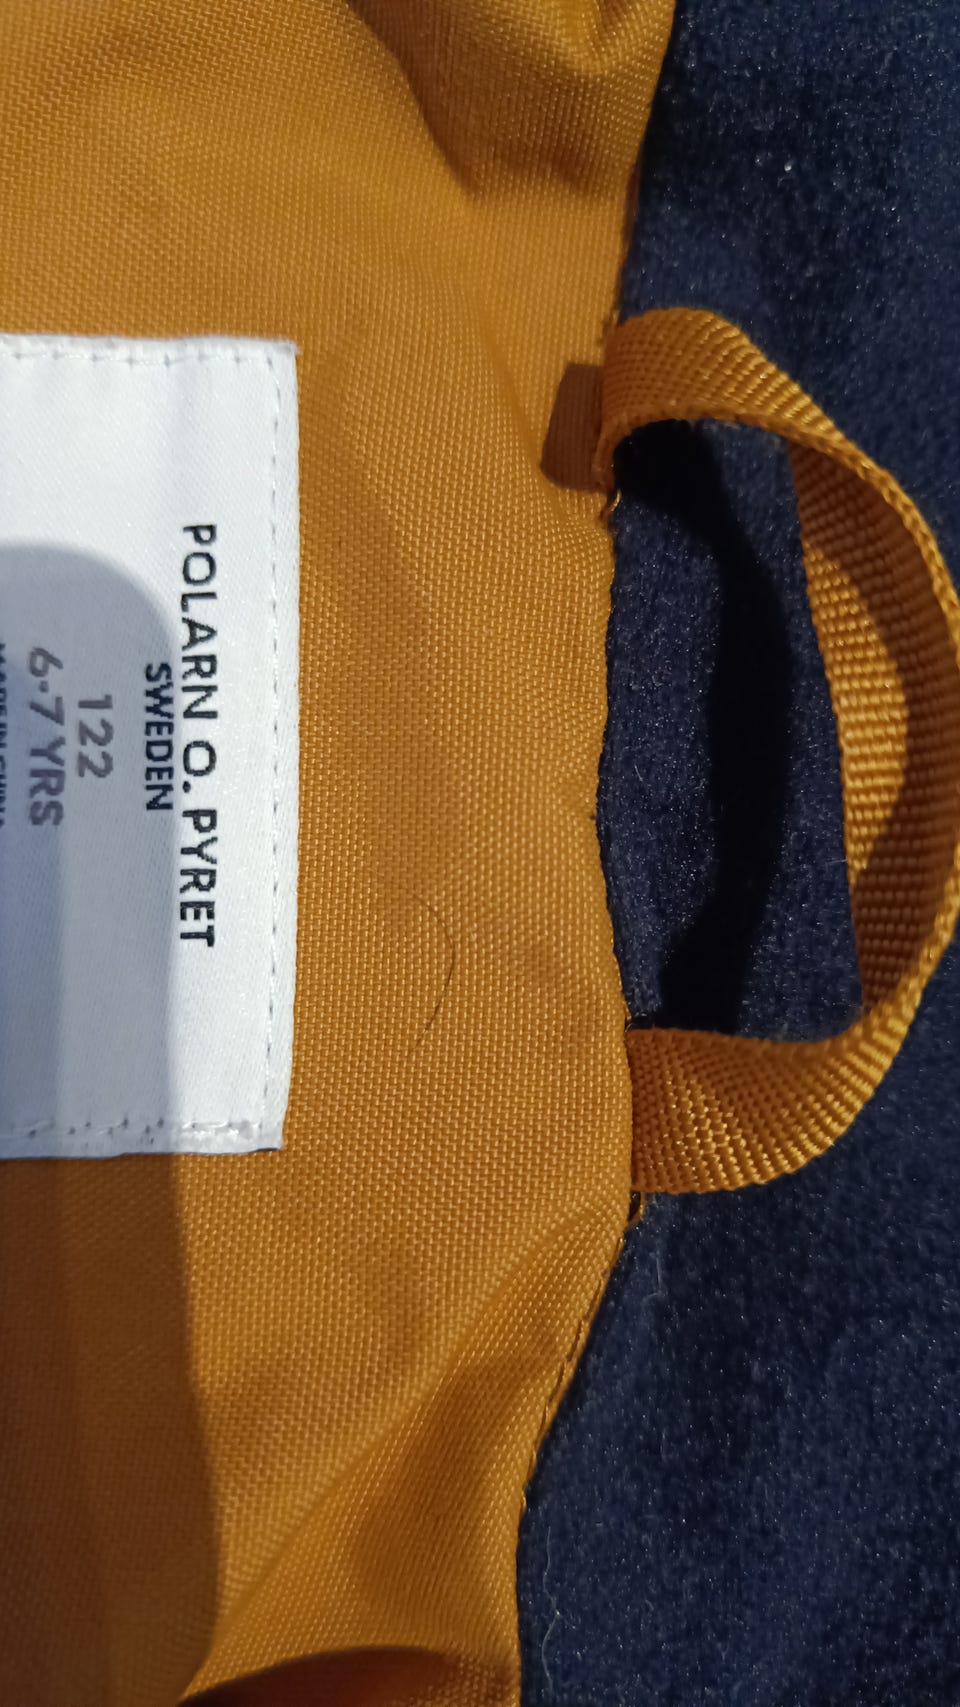 POLARN O. PYRET
SWEDEN
122
6-7 YRS